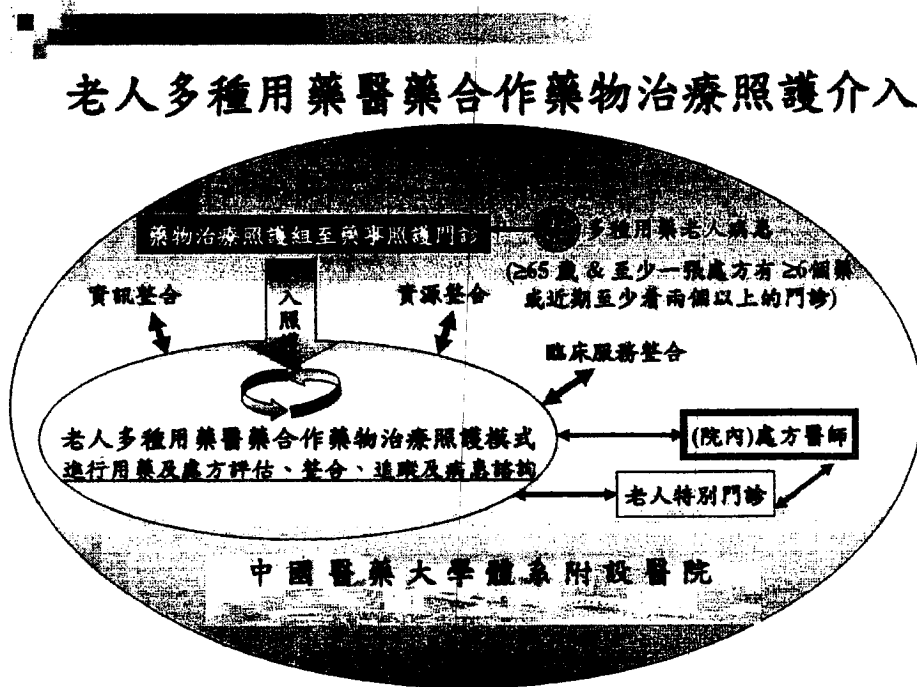 老人多種用藥醫藥合作藥物治療照護介入
藥物治療照護組至藥事照護門診
多種用藥老人病患
(≥65 歲 & 至少一張處方有 ≥6個藥
或近期至少看兩個以上的門診)
資訊整合
入
照
資源整合
臨床服務整合
老人多種用藥醫藥合作藥物治療照護模式
進行用藥及處方評估、整合、追蹤及病患諮詢
(院內)處方醫師
老人特別門診
中國醫藥大學體系附設醫院